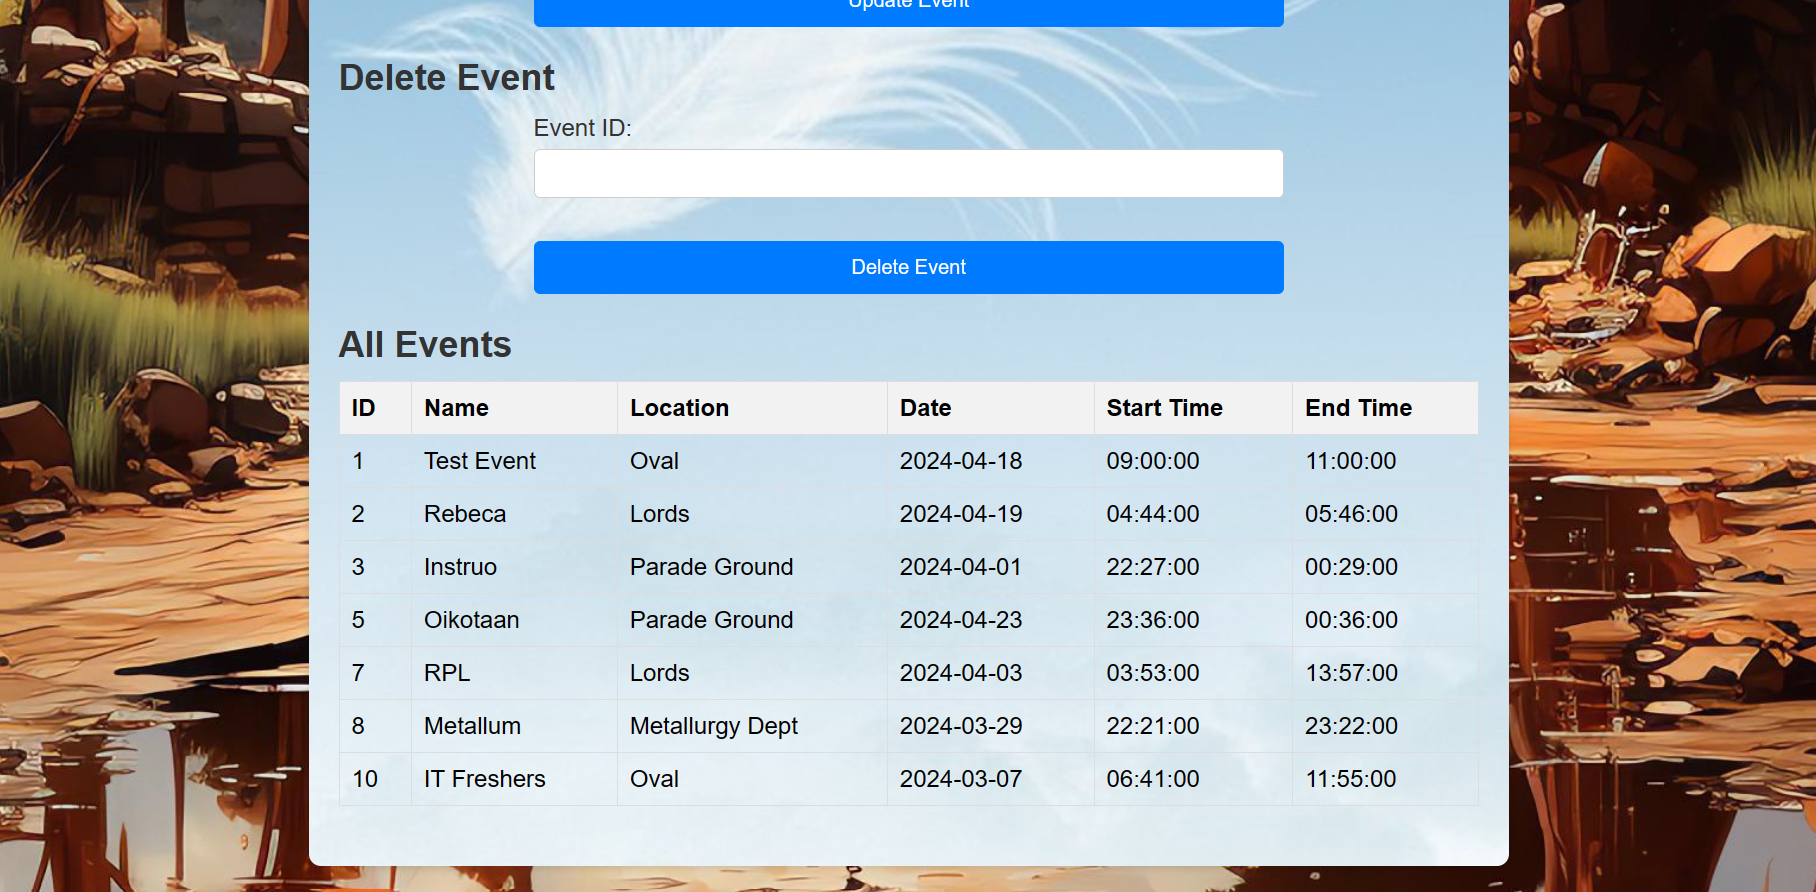 Update Event
Delete Event
Event ID:
Delete Event
All Events
ID Name Location Date Start Time End Time
1 Test Event Oval 2024-04-18 09:00:00 11:00:00
2 Rebeca Lords 2024-04-19 04:44:00 05:46:00
3 Instruo Parade Ground 2024-04-01 22:27:00 00:29:00
5 Oikotaan Parade Ground 2024-04-23 23:36:00 00:36:00
7 RPL Lords 2024-04-03 03:53:00 13:57:00
8 Metallum Metallurgy Dept 2024-03-29 22:21:00 23:22:00
10 IT Freshers Oval 2024-03-07 06:41:00 11:55:00